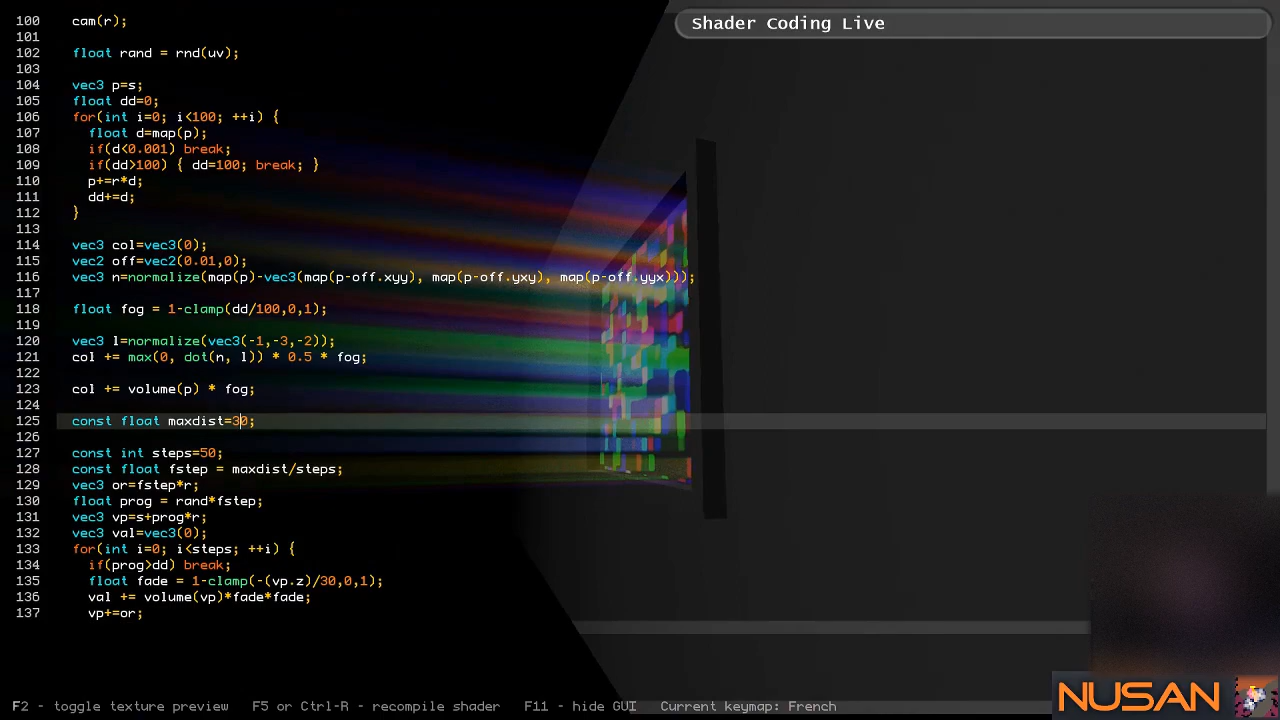 Shader Coding Live
100 cam(r);
101
102 float rand = rnd(uv);
103
104 vec3 p=s;
105 float dd=0;
106 for(int i=0; i<100; ++i) {
107 float d=map(p);
108 if(d<0.001) break;
109 if(dd>100) { dd=100; break; }
110 p+=r*d;
111 dd+=d;
112 }
113
114 vec3 col=vec3(0);
115 vec2 off=vec2(0.01,0);
116 vec3 n=normalize(map(p)-vec3(map(p-off.xyy), map(p-off.yxy), map(p-off.yyx)));
117
118 float fog = 1-clamp(dd/100,0,1);
119
120 vec3 l=normalize(vec3(-1,-3,-2));
121 col += max(0, dot(n, l)) * 0.5 * fog;
122
123 col += volume(p) * fog;
124
125 const float maxdist=30;
126
127 const int steps=50;
128 const float fstep = maxdist/steps;
129 vec3 or=fstep*r;
130 float prog = rand*fstep;
131 vec3 vp=s+prog*r;
132 vec3 val=vec3(0);
133 for(int i=0; i<steps; ++i) {
134 if(prog>dd) break;
135 float fade = 1-clamp(-(vp.z)/30,0,1);
136 val += volume(vp)*fade*fade;
137 vp+=or;
F2 - toggle texture preview F5 or Ctrl-R - recompile shader F11 - hide GUI Current keymap: French
NUSAN